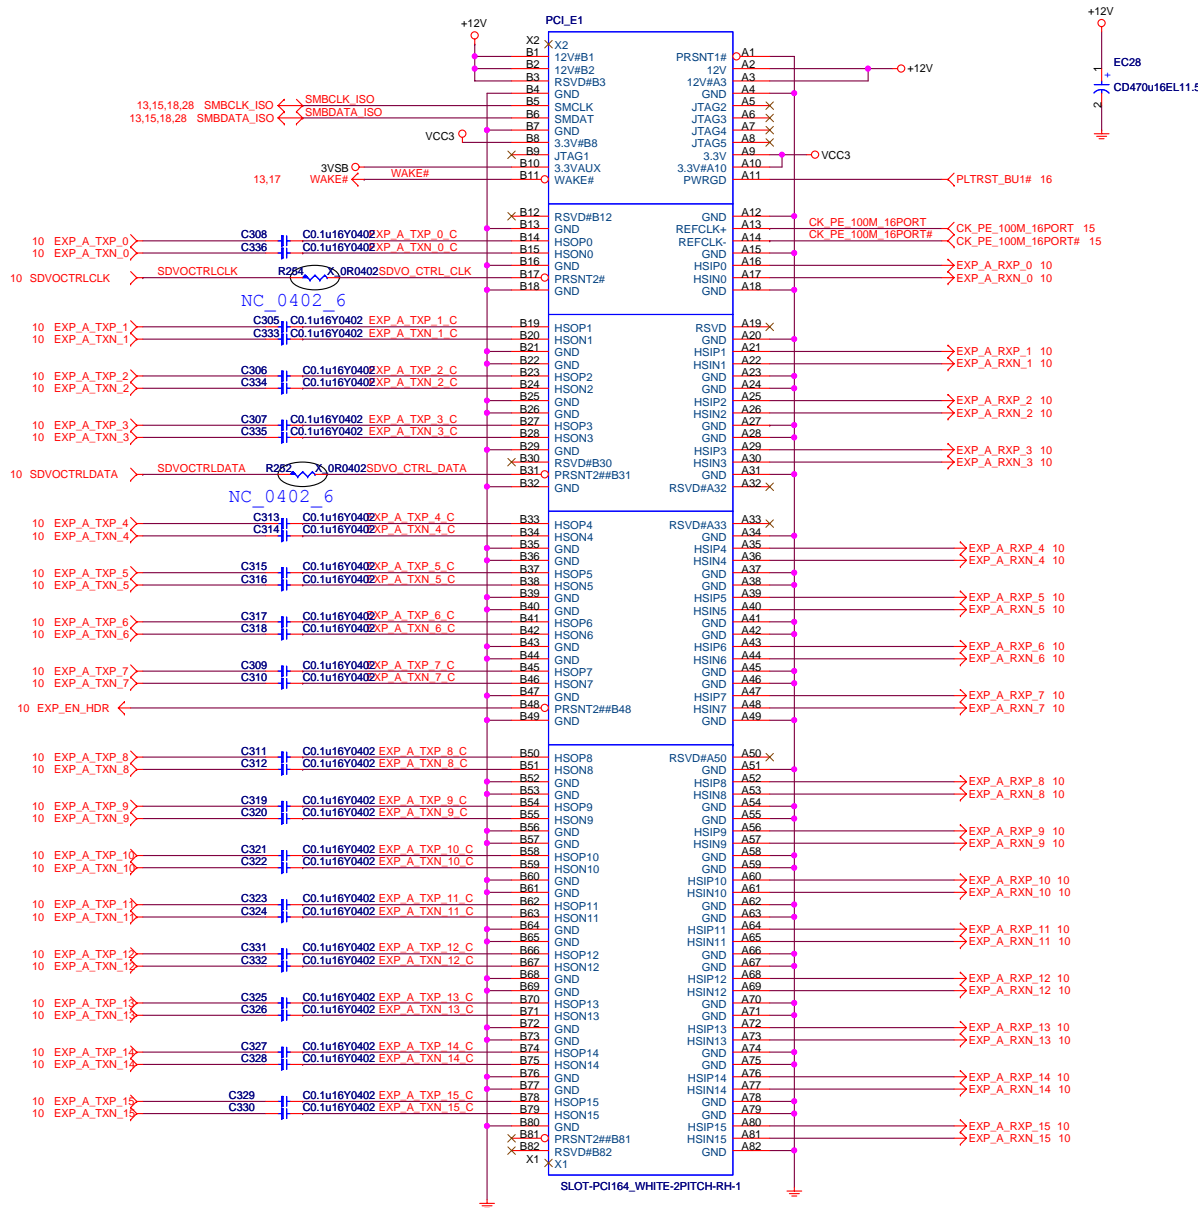 +12V PCI_E1 +12V
X2 X2
B1 12V#B1 PRSNT1# A1
B2 12V#B2 12V A2 +12V
B3 RSVD#B3 12V#A3 A3
B4 GND GND A4
13,15,18,28 SMBCLK_ISO SMBCLK_ISO B5 SMCLK JTAG2 A5
13,15,18,28 SMBDATA_ISO SMBDATA_ISO B6 SMDAT JTAG3 A6
B7 GND JTAG4 A7
VCC3 B8 3.3V#B8 JTAG5 A8
B9 JTAG1 3.3V A9 VCC3
3VSB B10 3.3VAUX 3.3V#A10 A10
13,17 WAKE# WAKE# B11 WAKE# PWRGD A11 PLTRST_BU1# 16
EC28
1
+
CD470u16EL11.5
2
B12 RSVD#B12 GND A12
B13 GND REFCLK+ A13 CK_PE_100M_16PORT CK_PE_100M_16PORT 15
10 EXP_A_TXP_0 C308 C0.1u16Y0402 EXP_A_TXP_0_C B14 HSOP0 REFCLK- A14 CK_PE_100M_16PORT# CK_PE_100M_16PORT# 15
10 EXP_A_TXN_0 C336 C0.1u16Y0402 EXP_A_TXN_0_C B15 HSON0 GND A15
B16 GND HSIP0 A16 EXP_A_RXP_0 10
10 SDVOCTRLCLK SDVOCTRLCLK R284 X_0R0402 SDVO_CTRL_CLK B17 PRSNT2# HSIN0 A17 EXP_A_RXN_0 10
B18 GND GND A18
NC_0402_6
10 EXP_A_TXP_1 C305 C0.1u16Y0402 EXP_A_TXP_1_C B19 HSOP1 RSVD A19
10 EXP_A_TXN_1 C333 C0.1u16Y0402 EXP_A_TXN_1_C B20 HSON1 GND A20
B21 GND HSIP1 A21 EXP_A_RXP_1 10
B22 GND HSIN1 A22 EXP_A_RXN_1 10
10 EXP_A_TXP_2 C306 C0.1u16Y0402 EXP_A_TXP_2_C B23 HSOP2 GND A23
10 EXP_A_TXN_2 C334 C0.1u16Y0402 EXP_A_TXN_2_C B24 HSON2 GND A24
B25 GND HSIP2 A25 EXP_A_RXP_2 10
B26 GND HSIN2 A26 EXP_A_RXN_2 10
10 EXP_A_TXP_3 C307 C0.1u16Y0402 EXP_A_TXP_3_C B27 HSOP3 GND A27
10 EXP_A_TXN_3 C335 C0.1u16Y0402 EXP_A_TXN_3_C B28 HSON3 GND A28
B29 GND HSIP3 A29 EXP_A_RXP_3 10
B30 RSVD#B30 HSIN3 A30 EXP_A_RXN_3 10
10 SDVOCTRLDATA SDVOCTRLDATA R282 X_0R0402 SDVO_CTRL_DATA B31 PRSNT2##B31 GND A31
B32 GND RSVD#A32 A32
NC_0402_6
10 EXP_A_TXP_4 C313 C0.1u16Y0402 EXP_A_TXP_4_C B33 HSOP4 RSVD#A33 A33
10 EXP_A_TXN_4 C314 C0.1u16Y0402 EXP_A_TXN_4_C B34 HSON4 GND A34
B35 GND HSIP4 A35 EXP_A_RXP_4 10
B36 GND HSIN4 A36 EXP_A_RXN_4 10
10 EXP_A_TXP_5 C315 C0.1u16Y0402 EXP_A_TXP_5_C B37 HSOP5 GND A37
10 EXP_A_TXN_5 C316 C0.1u16Y0402 EXP_A_TXN_5_C B38 HSON5 GND A38
B39 GND HSIP5 A39 EXP_A_RXP_5 10
B40 GND HSIN5 A40 EXP_A_RXN_5 10
10 EXP_A_TXP_6 C317 C0.1u16Y0402 EXP_A_TXP_6_C B41 HSOP6 GND A41
10 EXP_A_TXN_6 C318 C0.1u16Y0402 EXP_A_TXN_6_C B42 HSON6 GND A42
B43 GND HSIP6 A43 EXP_A_RXP_6 10
B44 GND HSIN6 A44 EXP_A_RXN_6 10
10 EXP_A_TXP_7 C309 C0.1u16Y0402 EXP_A_TXP_7_C B45 HSOP7 GND A45
10 EXP_A_TXN_7 C310 C0.1u16Y0402 EXP_A_TXN_7_C B46 HSON7 GND A46
B47 GND HSIP7 A47 EXP_A_RXP_7 10
10 EXP_EN_HDR B48 PRSNT2##B48 HSIN7 A48 EXP_A_RXN_7 10
B49 GND GND A49
10 EXP_A_TXP_8 C311 C0.1u16Y0402 EXP_A_TXP_8_C B50 HSOP8 RSVD#A50 A50
10 EXP_A_TXN_8 C312 C0.1u16Y0402 EXP_A_TXN_8_C B51 HSON8 GND A51
B52 GND HSIP8 A52 EXP_A_RXP_8 10
B53 GND HSIN8 A53 EXP_A_RXN_8 10
10 EXP_A_TXP_9 C319 C0.1u16Y0402 EXP_A_TXP_9_C B54 HSOP9 GND A54
10 EXP_A_TXN_9 C320 C0.1u16Y0402 EXP_A_TXN_9_C B55 HSON9 GND A55
B56 GND HSIP9 A56 EXP_A_RXP_9 10
B57 GND HSIN9 A57 EXP_A_RXN_9 10
10 EXP_A_TXP_10 C321 C0.1u16Y0402 EXP_A_TXP_10_C B58 HSOP10 GND A58
10 EXP_A_TXN_10 C322 C0.1u16Y0402 EXP_A_TXN_10_C B59 HSON10 GND A59
B60 GND HSIP10 A60 EXP_A_RXP_10 10
B61 GND HSIN10 A61 EXP_A_RXN_10 10
10 EXP_A_TXP_11 C323 C0.1u16Y0402 EXP_A_TXP_11_C B62 HSOP11 GND A62
10 EXP_A_TXN_11 C324 C0.1u16Y0402 EXP_A_TXN_11_C B63 HSON11 GND A63
B64 GND HSIP11 A64 EXP_A_RXP_11 10
B65 GND HSIN11 A65 EXP_A_RXN_11 10
10 EXP_A_TXP_12 C331 C0.1u16Y0402 EXP_A_TXP_12_C B66 HSOP12 GND A66
10 EXP_A_TXN_12 C332 C0.1u16Y0402 EXP_A_TXN_12_C B67 HSON12 GND A67
B68 GND HSIP12 A68 EXP_A_RXP_12 10
B69 GND HSIN12 A69 EXP_A_RXN_12 10
10 EXP_A_TXP_13 C325 C0.1u16Y0402 EXP_A_TXP_13_C B70 HSOP13 GND A70
10 EXP_A_TXN_13 C326 C0.1u16Y0402 EXP_A_TXN_13_C B71 HSON13 GND A71
B72 GND HSIP13 A72 EXP_A_RXP_13 10
B73 GND HSIN13 A73 EXP_A_RXN_13 10
10 EXP_A_TXP_14 C327 C0.1u16Y0402 EXP_A_TXP_14_C B74 HSOP14 GND A74
10 EXP_A_TXN_14 C328 C0.1u16Y0402 EXP_A_TXN_14_C B75 HSON14 GND A75
B76 GND HSIP14 A76 EXP_A_RXP_14 10
B77 GND HSIN14 A77 EXP_A_RXN_14 10
10 EXP_A_TXP_15 C329 C0.1u16Y0402 EXP_A_TXP_15_C B78 HSOP15 GND A78
10 EXP_A_TXN_15 C330 C0.1u16Y0402 EXP_A_TXN_15_C B79 HSON15 GND A79
B80 GND HSIP15 A80 EXP_A_RXP_15 10
B81 PRSNT2##B81 HSIN15 A81 EXP_A_RXN_15 10
B82 RSVD#B82 GND A82
X1 X1
SLOT-PCI164_WHITE-2PITCH-RH-1